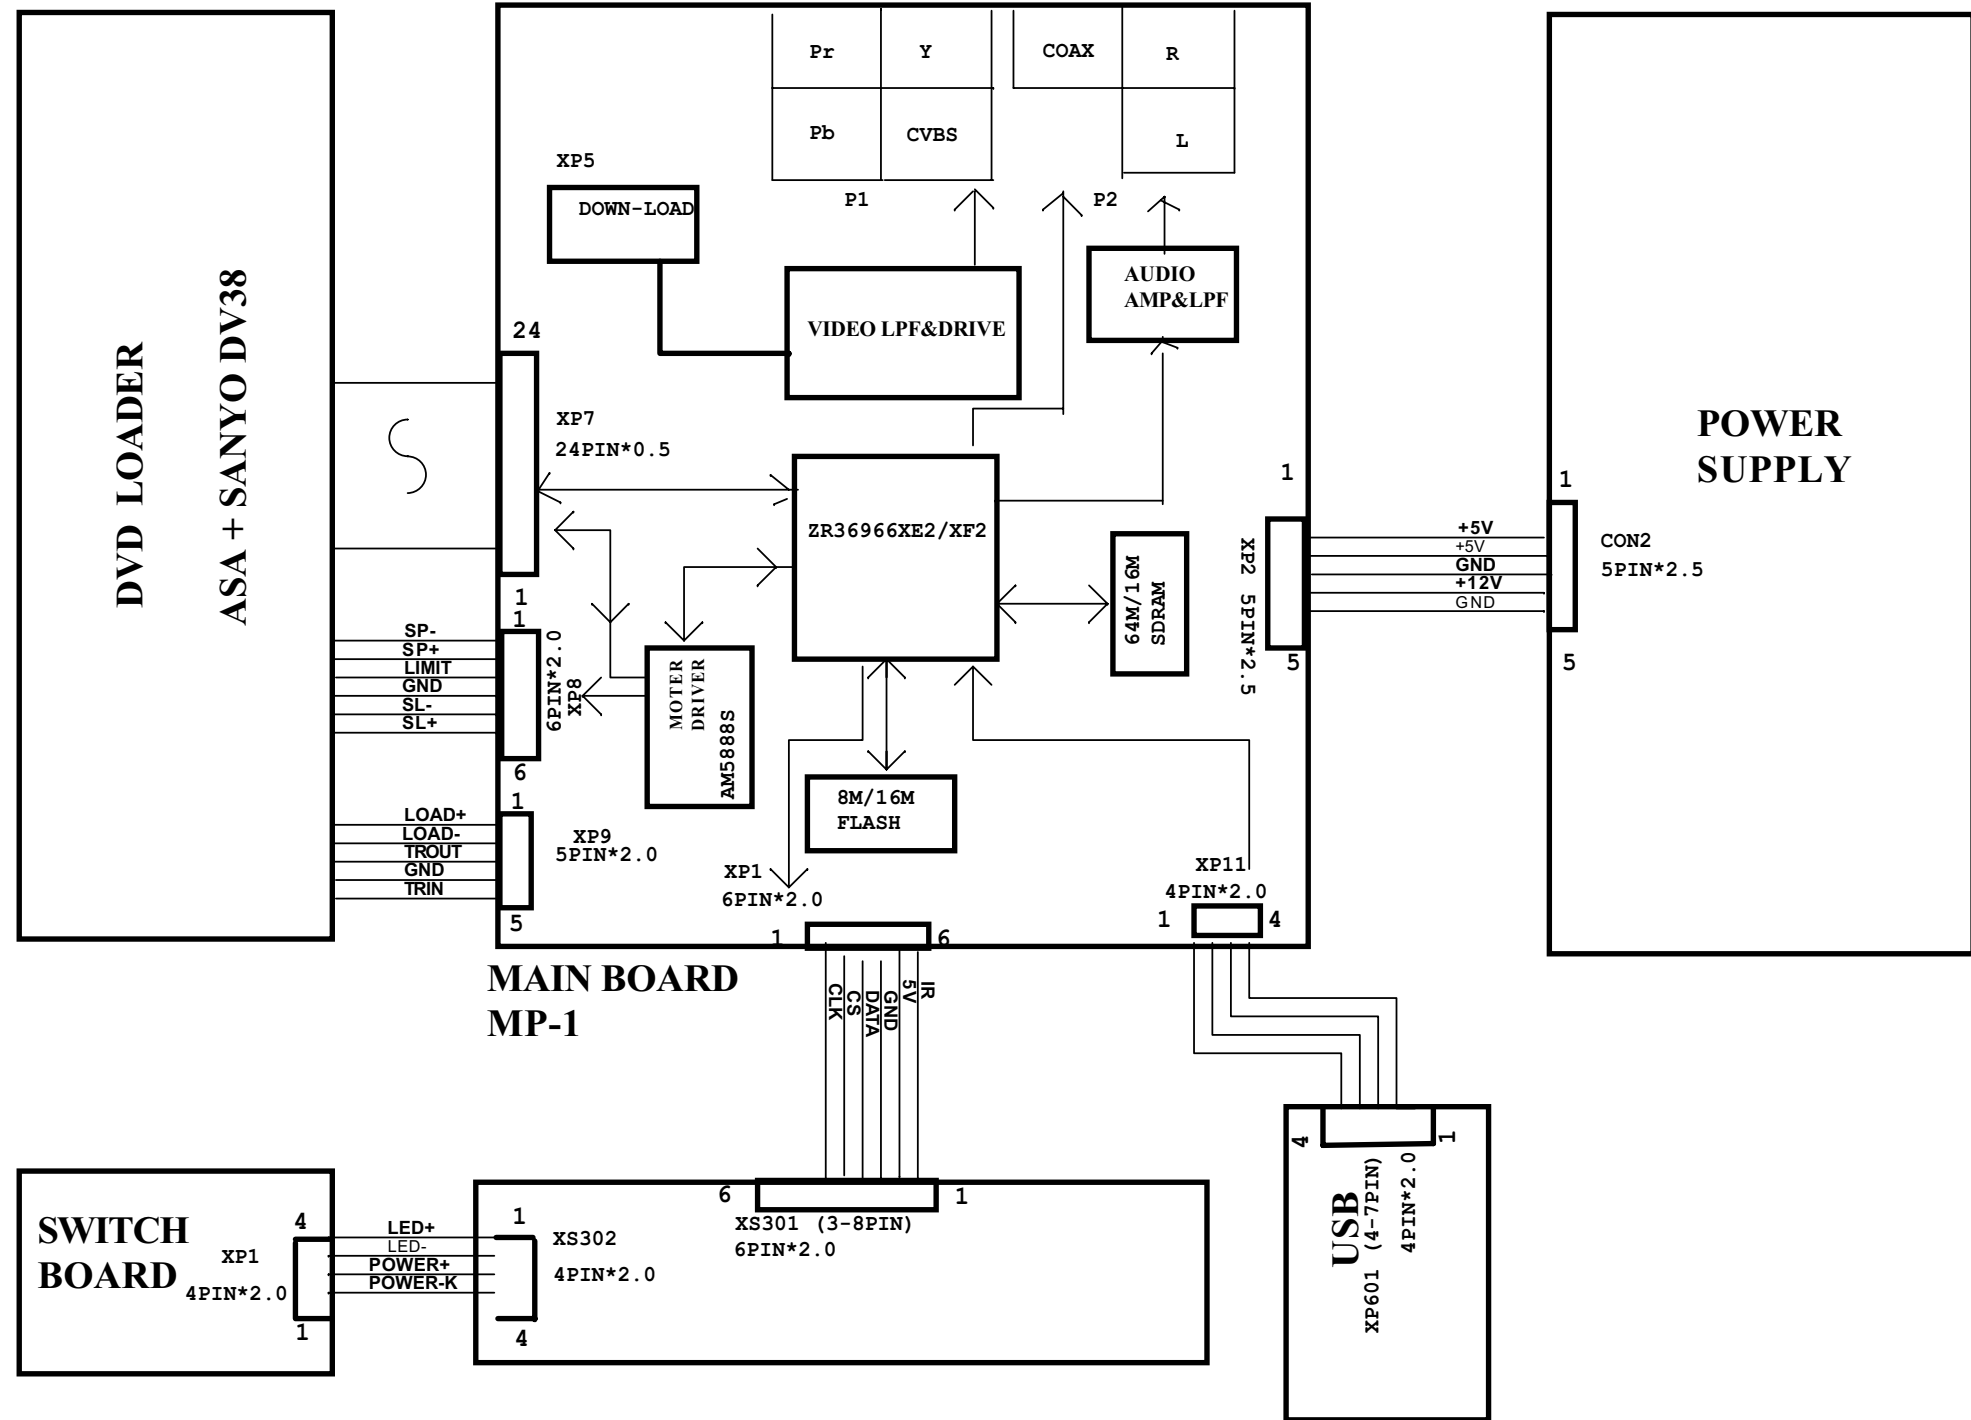 DVD LOADER
ASA + SANYO DV38
Pr
Y
COAX
R
Pb
CVBS
L
P1
P2
XP5
DOWN-LOAD
VIDEO LPF&DRIVE
AUDIO
AMP&LPF
24
XP7
24PIN*0.5
1
ZR36966XE2/XF2
64M/16M
SDRAM
1
XP2 5PIN*2.5
5
+5V
+5V
GND
+12V
GND
POWER
SUPPLY
1
CON2
5PIN*2.5
5
1
SP-
SP+
LIMIT
GND
SL-
SL+
6PIN*2.0
XP8
6
MOTER
DRIVER
AM5888S
8M/16M
FLASH
1
LOAD+
LOAD-
TROUT
GND
TRIN
XP9
5PIN*2.0
5
XP1
6PIN*2.0
1
6
XP11
4PIN*2.0
1
4
MAIN BOARD
MP-1
CLK
CS
DATA
GND
5V
IR
4
1
USB
XP601 (4-7PIN)
4PIN*2.0
SWITCH
BOARD
4
XP1
4PIN*2.0
1
LED+
LED-
POWER+
POWER-K
1
XS302
4PIN*2.0
4
6
1
XS301 (3-8PIN)
6PIN*2.0